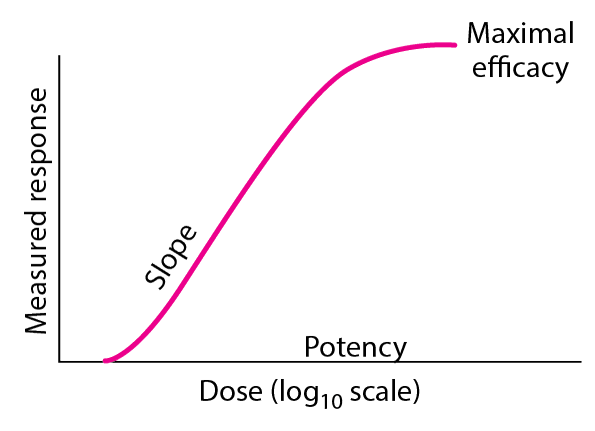 Maximal
efficacy
Measured response
Slope
Potency
Dose (log₁₀ scale)